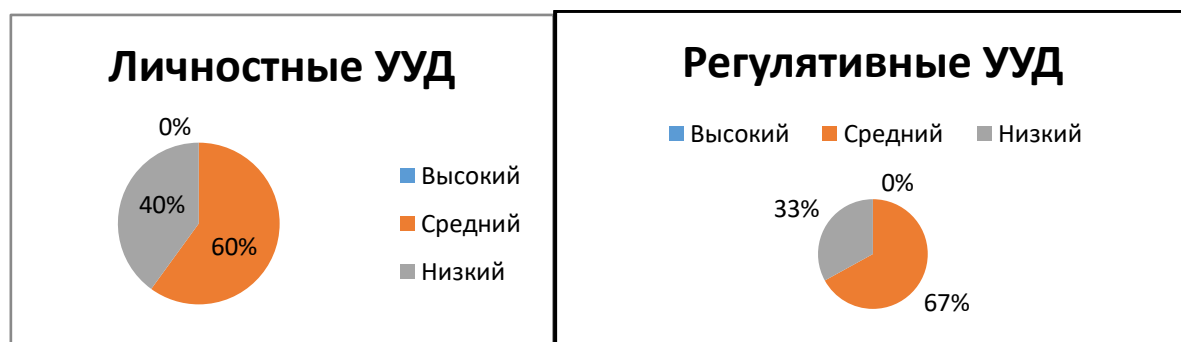 Личностные УУД
0%
40%
60%
Высокий
Средний
Низкий
Регулятивные УУД
Высокий Средний Низкий
0%
33%
67%